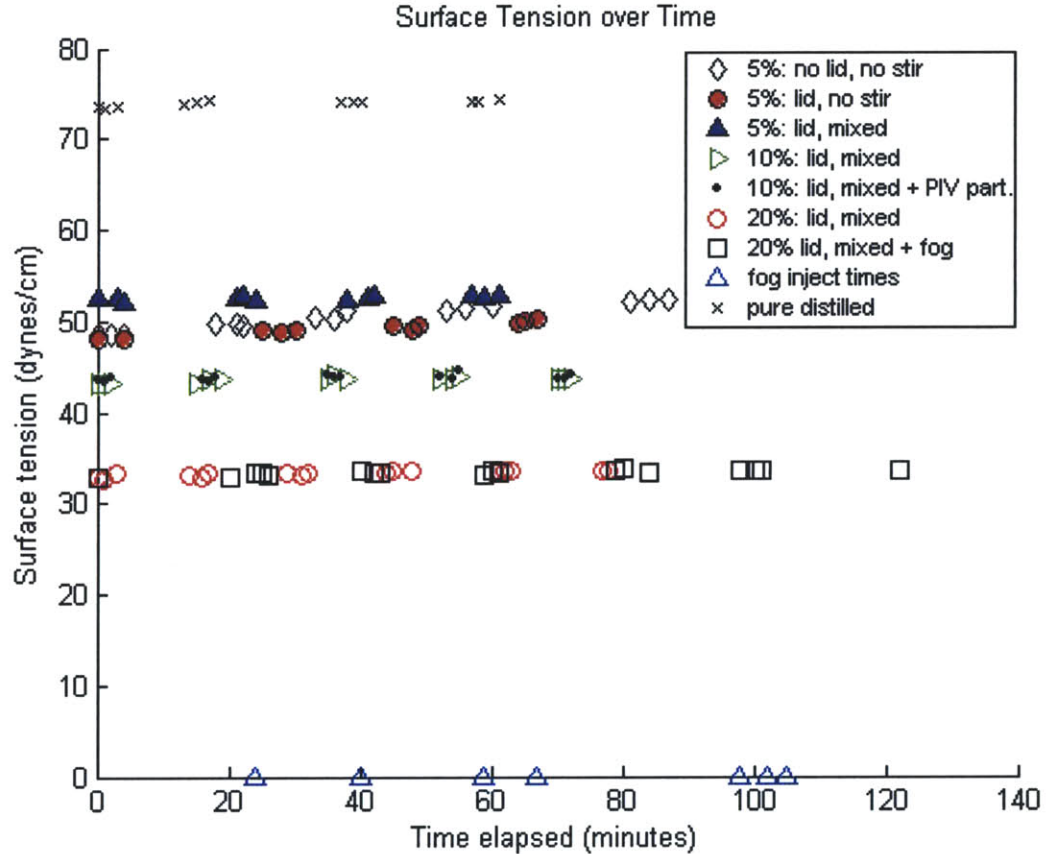 Surface Tension over Time
80
70
60
50
40
30
20
10
0
Surface tension (dynes/cm)
5%: no lid, no stir
5%: lid, no stir
5%: lid, mixed
10%: lid, mixed
10%: lid, mixed + PIV part.
20%: lid, mixed
20% lid, mixed + fog
fog inject times
pure distilled
0 20 40 60 80 100 120 140
Time elapsed (minutes)